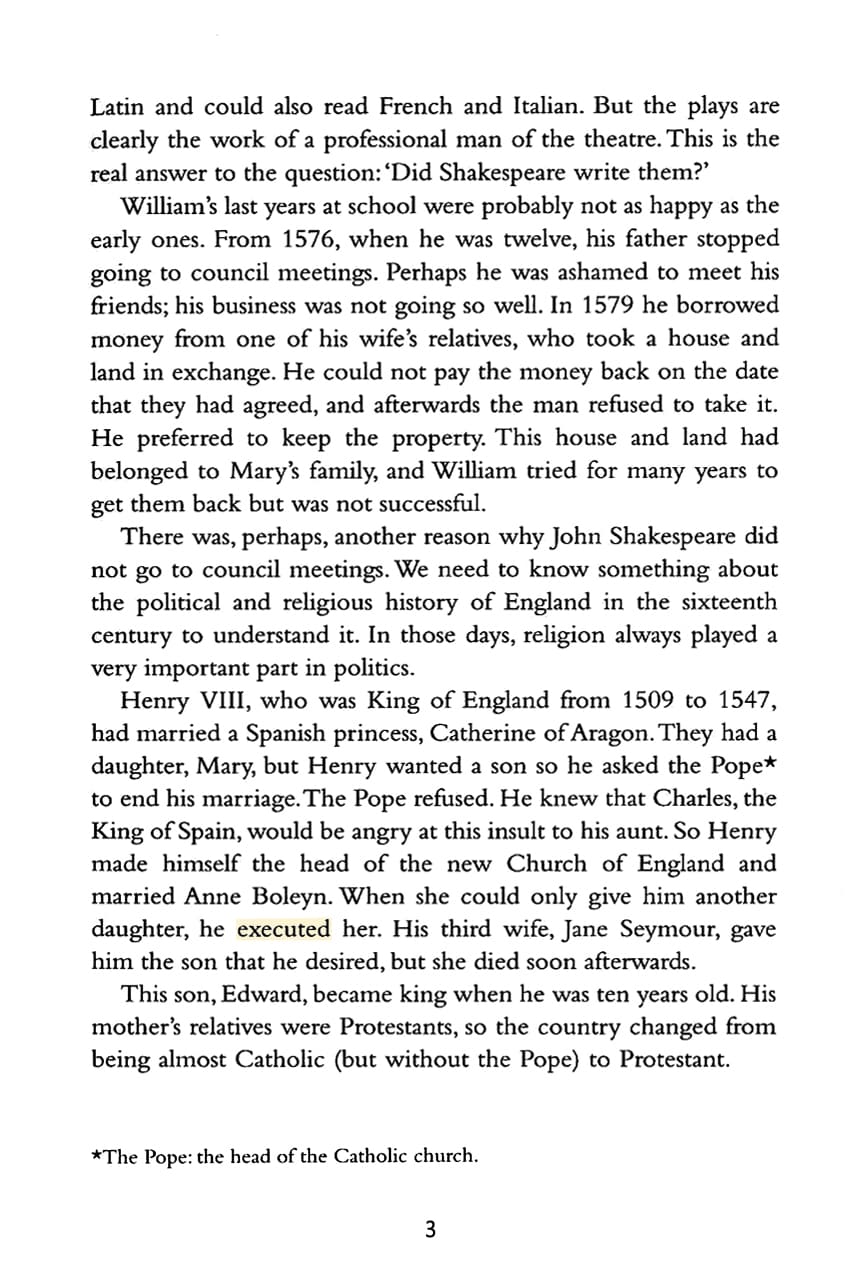 Latin and could also read French and Italian. But the plays are
clearly the work of a professional man of the theatre. This is the
real answer to the question: ‘Did Shakespeare write them?’
William’s last years at school were probably not as happy as the
early ones. From 1576, when he was twelve, his father stopped
going to council meetings. Perhaps he was ashamed to meet his
friends; his business was not going so well. In 1579 he borrowed
money from one of his wife’s relatives, who took a house and
land in exchange. He could not pay the money back on the date
that they had agreed, and afterwards the man refused to take it.
He preferred to keep the property. This house and land had
belonged to Mary’s family, and William tried for many years to
get them back but was not successful.
There was, perhaps, another reason why John Shakespeare did
not go to council meetings. We need to know something about
the political and religious history of England in the sixteenth
century to understand it. In those days, religion always played a
very important part in politics.
Henry VIII, who was King of England from 1509 to 1547,
had married a Spanish princess, Catherine of Aragon. They had a
daughter, Mary, but Henry wanted a son so he asked the Pope★
to end his marriage. The Pope refused. He knew that Charles, the
King of Spain, would be angry at this insult to his aunt. So Henry
made himself the head of the new Church of England and
married Anne Boleyn. When she could only give him another
daughter, he executed her. His third wife, Jane Seymour, gave
him the son that he desired, but she died soon afterwards.
This son, Edward, became king when he was ten years old. His
mother’s relatives were Protestants, so the country changed from
being almost Catholic (but without the Pope) to Protestant.
★The Pope: the head of the Catholic church.
3